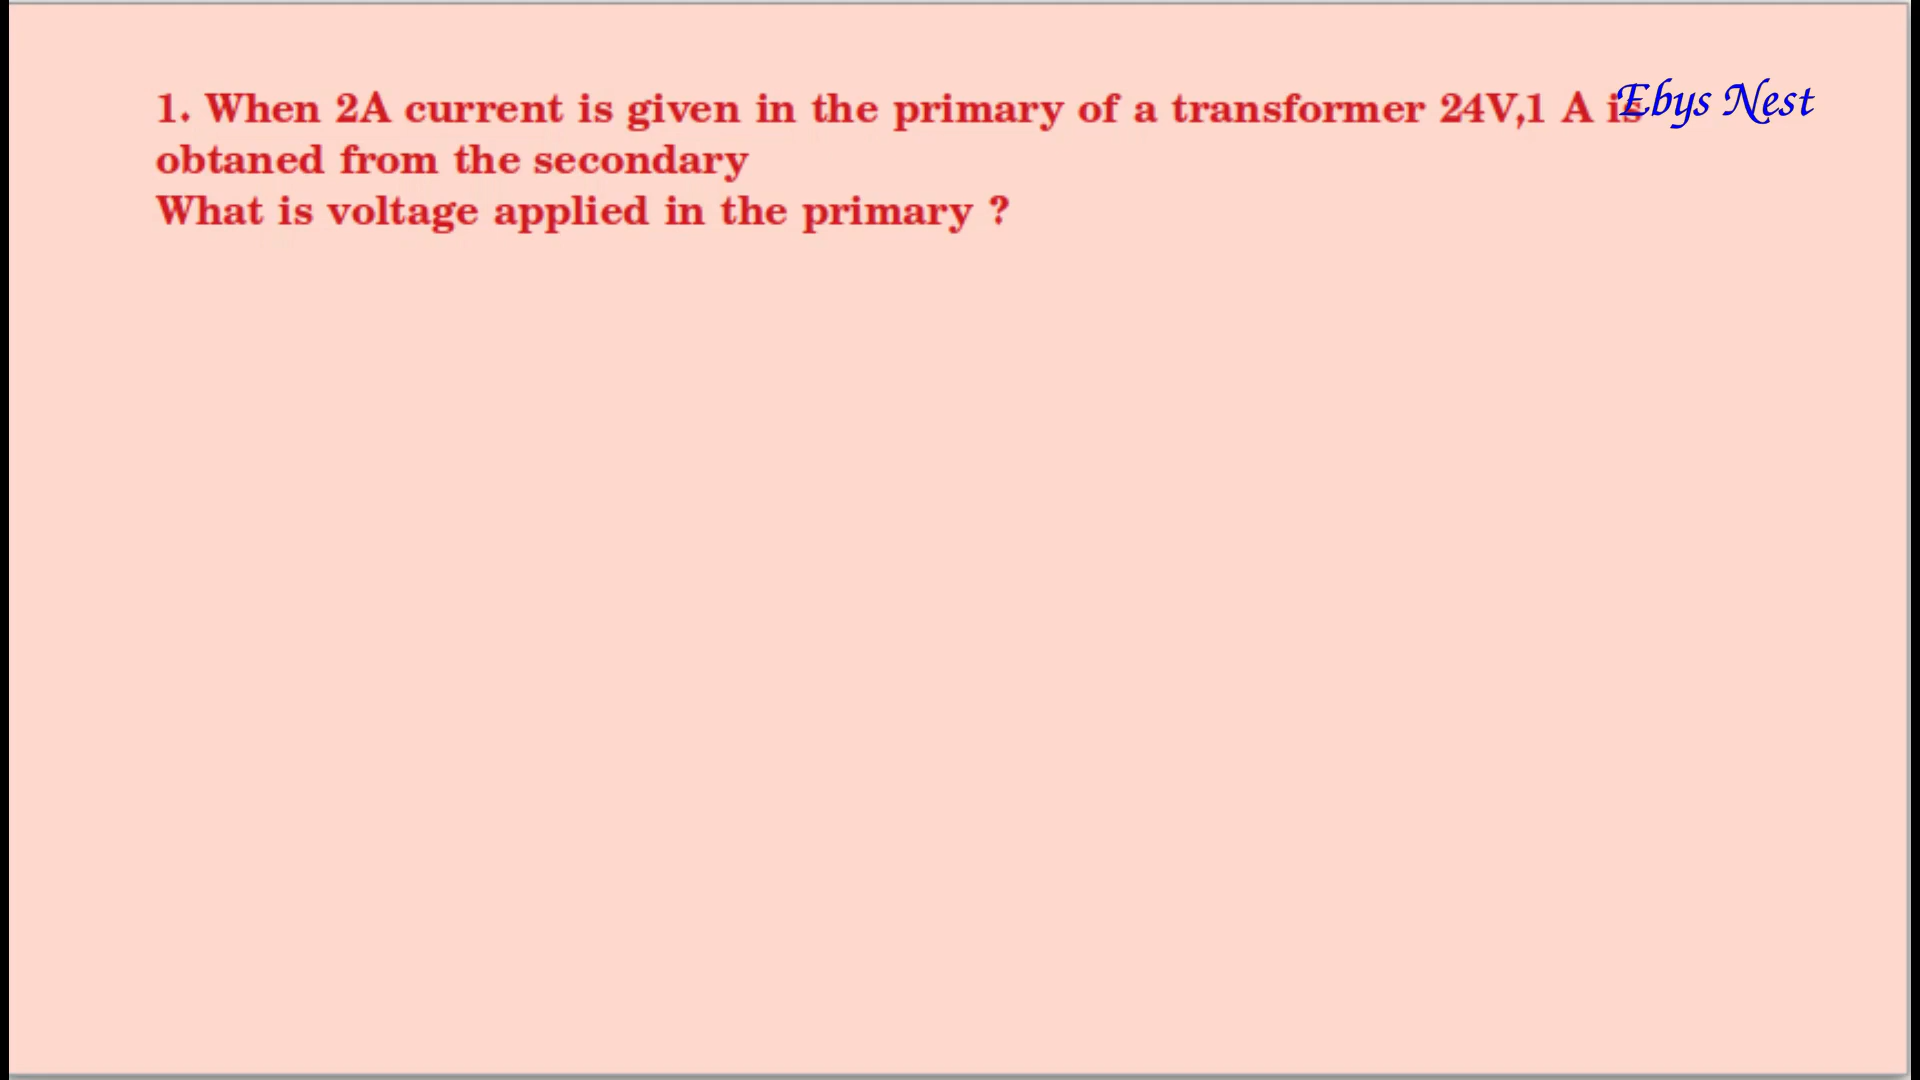 1. When 2A current is given in the primary of a transformer 24V,1 A is
Ebys Nest
obtaned from the secondary
What is voltage applied in the primary ?